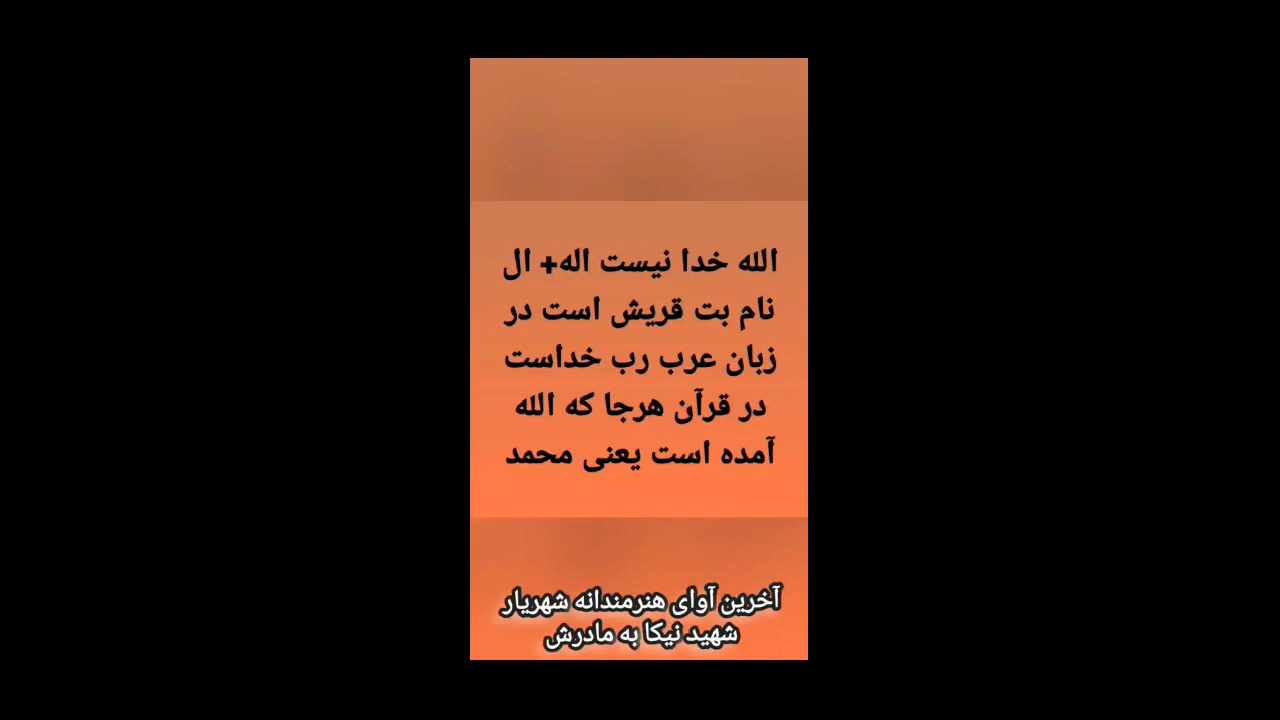 الله خدا نیست اله+ ال
نام بت قریش است در
زبان عرب رب خداست
در قرآن هرجا که الله
آمده است یعنی محمد
آخرین آوای هنرمندانه شهریار
شهید نیکا به مادرش